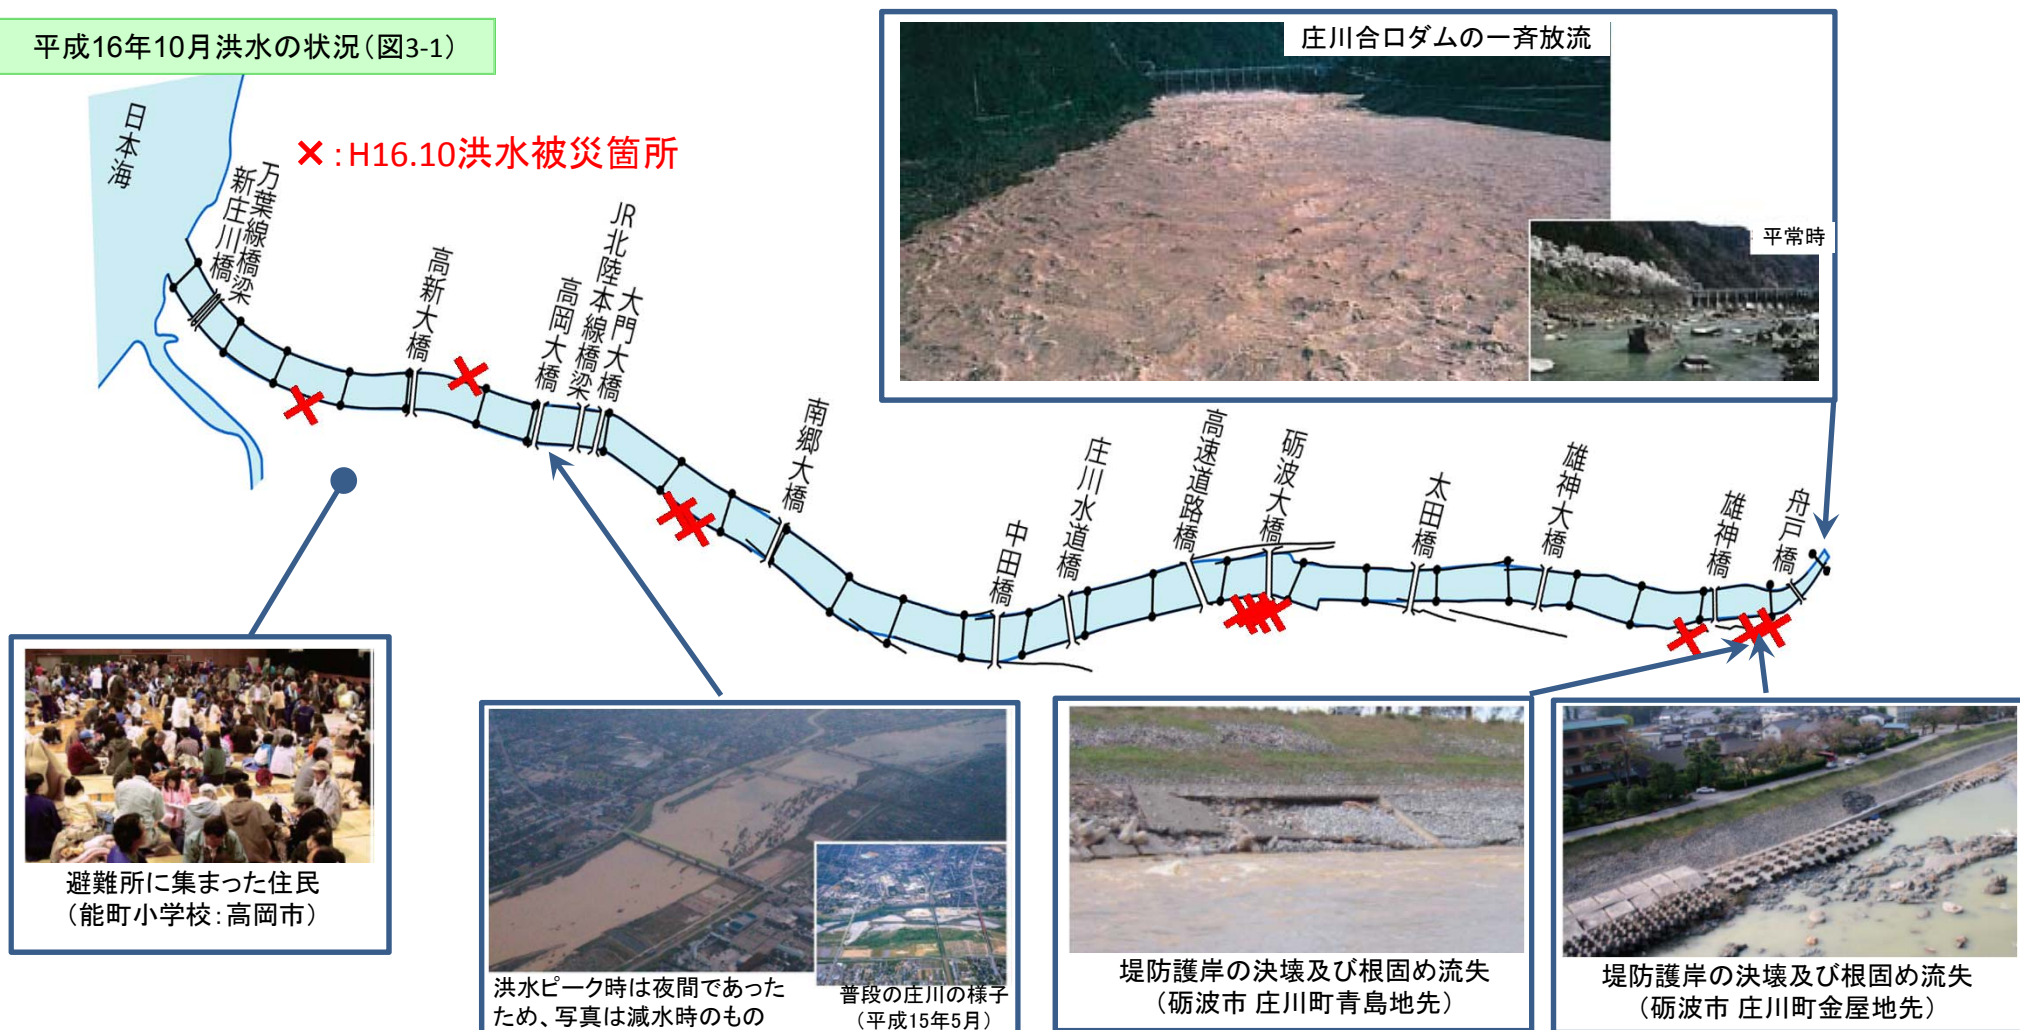 平成16年10月洪水の状況(図3-1)
庄川合口ダムの一斉放流
平常時
日本海
×:H16.10洪水被災箇所
万葉線橋梁
新庄川橋
高新大橋
高岡大橋
JR北陸本線橋梁
大門大橋
南郷大橋
中田橋
庄川水道橋
高速道路橋
砺波大橋
太田橋
雄神大橋
雄神橋
舟戸橋
避難所に集まった住民
(能町小学校:高岡市)
洪水ピーク時は夜間であった
ため、写真は減水時のもの
普段の庄川の様子
(平成15年5月)
堤防護岸の決壊及び根固め流失
(砺波市 庄川町青島地先)
堤防護岸の決壊及び根固め流失
(砺波市 庄川町金屋地先)